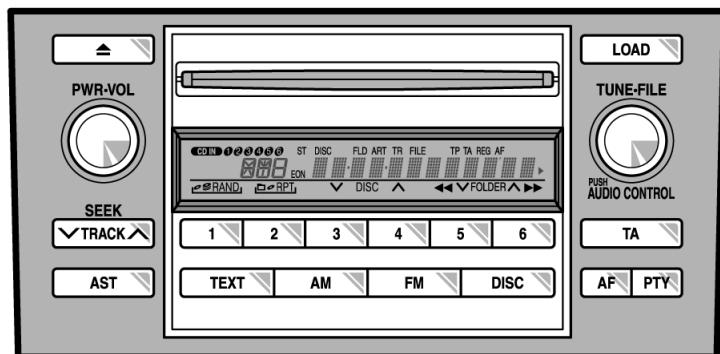 LOAD
PWR-VOL
TUNE-FILE
CD IN 1 2 3 4 5 6 ST DISC FLD ART TR FILE TP TA REG AF
EON
RAND RPT DISC FOLDER
PUSH
AUDIO CONTROL
SEEK
TRACK
1 2 3 4 5 6
TA
AST
TEXT AM FM DISC
AF PTY